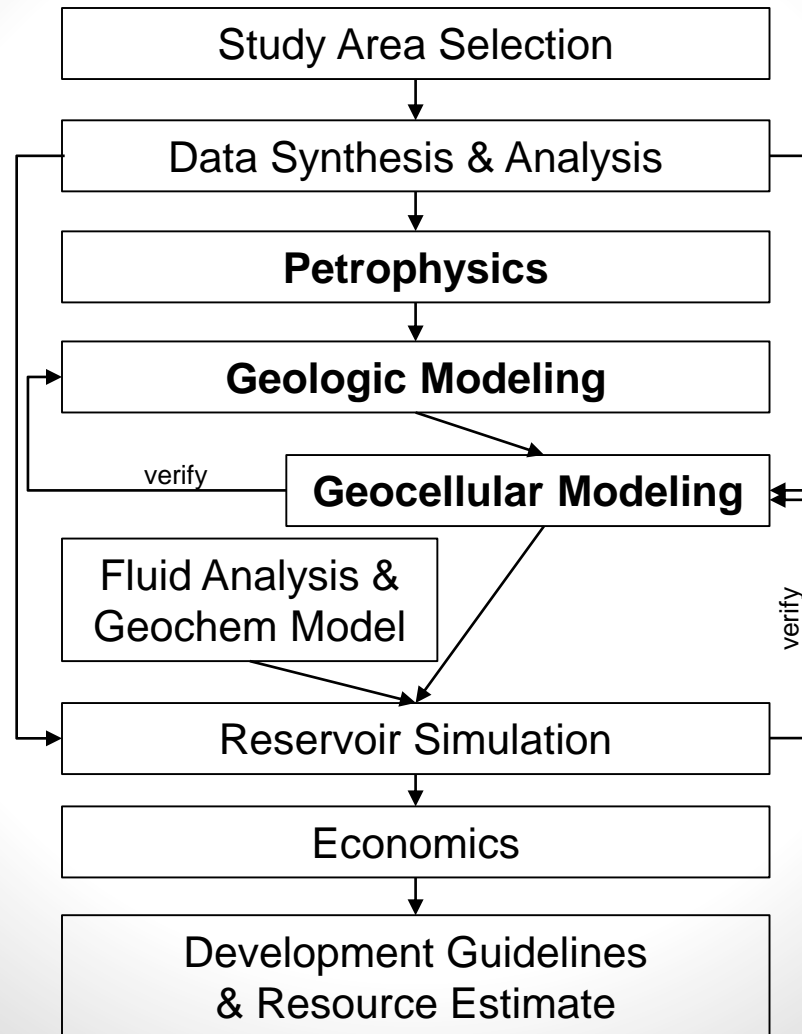 Study Area Selection
Data Synthesis & Analysis
Petrophysics
Geologic Modeling
verify
Geocellular Modeling
Fluid Analysis &
Geochem Model
verify
Reservoir Simulation
Economics
Development Guidelines
& Resource Estimate